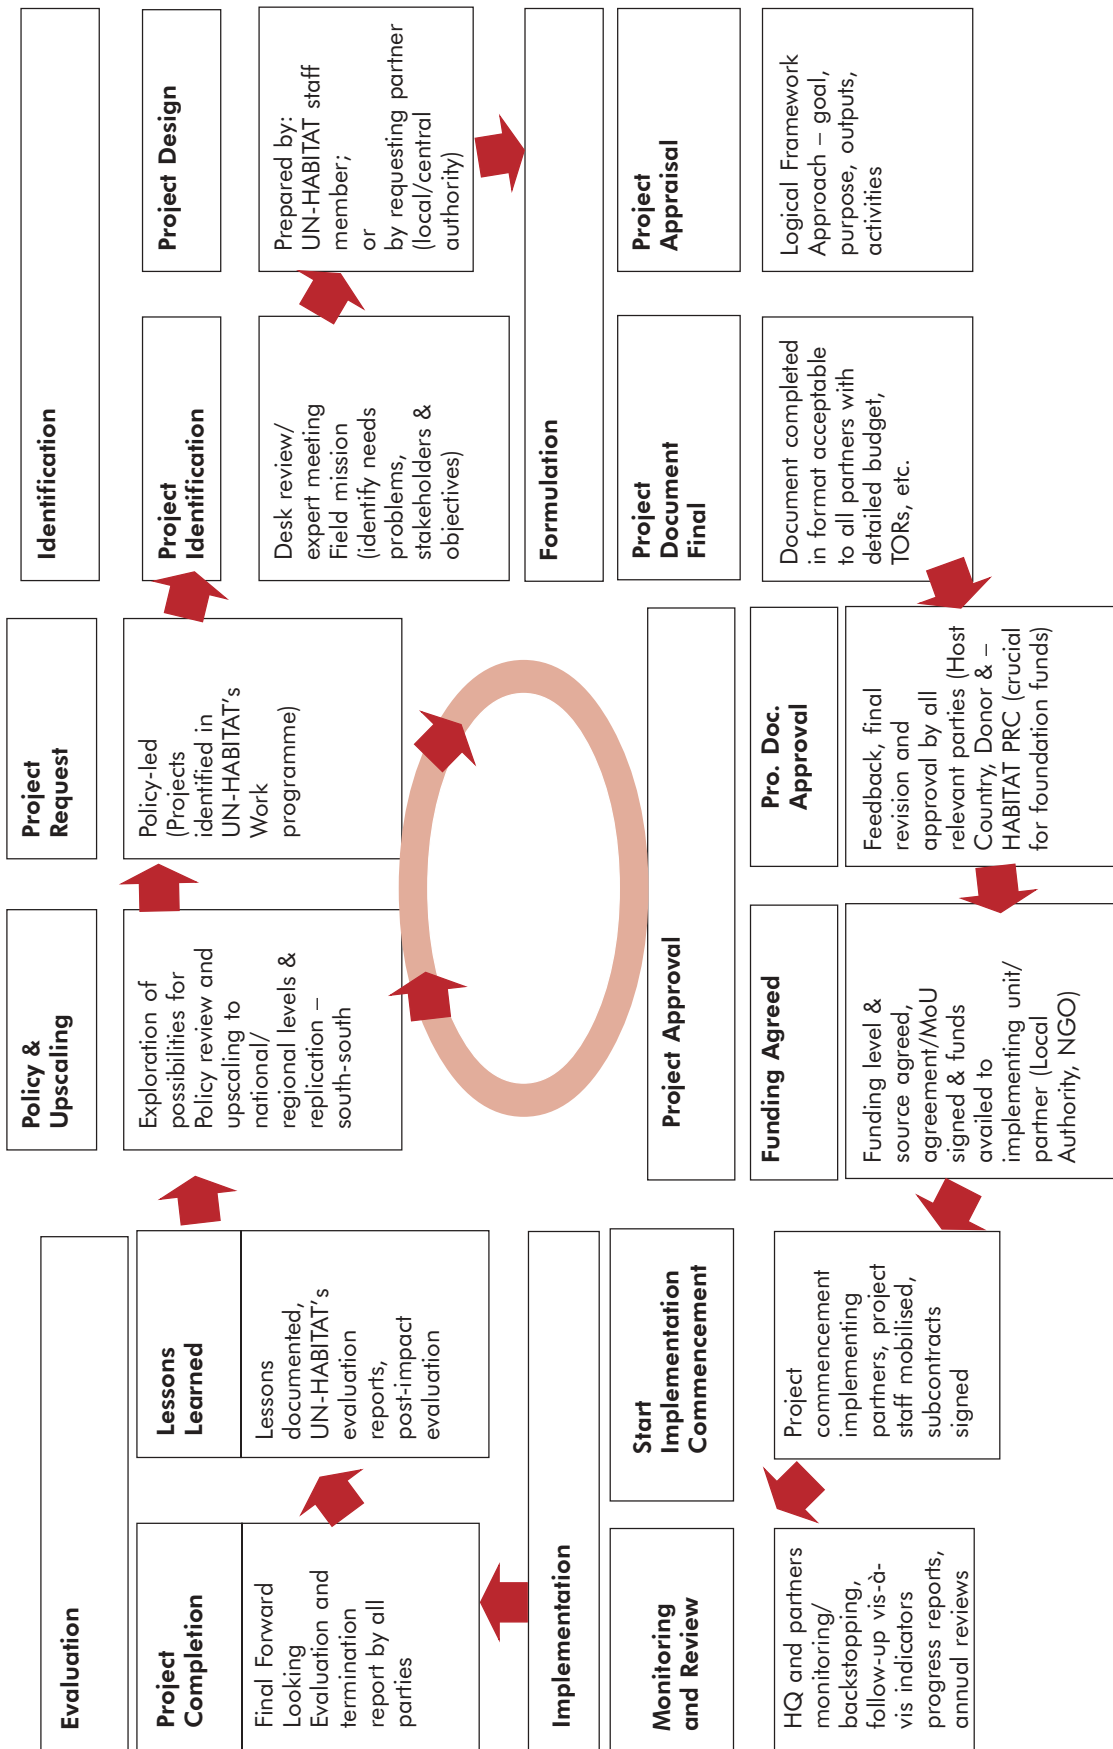 Evaluation
Project
Completion
Final Forward
Looking
Evaluation and
termination
report by all
parties
Lessons
Learned
Lessons
documented,
UN-HABITAT's
evaluation
reports,
post-impact
evaluation
Policy &
Upscaling
Exploration of
possibilities for
Policy review and
upscaling to
national/
regional levels &
replication –
south-south
Project
Request
Policy-led
(Projects
identified in
UN-HABITAT's
Work
programme)
Identification
Project
Identification
Desk review/
expert meeting
Field mission
(identify needs
problems,
stakeholders &
objectives)
Project Design
Prepared by:
UN-HABITAT staff
member;
or
by requesting partner
(local/central
authority)
Formulation
Project
Appraisal
Logical Framework
Approach – goal,
purpose, outputs,
activities
Project
Document
Final
Document completed
in format acceptable
to all partners with
detailed budget,
TORs, etc.
Project Approval
Pro. Doc.
Approval
Feedback, final
revision and
approval by all
relevant parties (Host
Country, Donor & –
HABITAT PRC (crucial
for foundation funds)
Funding Agreed
Funding level &
source agreed,
agreement/MoU
signed & funds
availed to
implementing unit/
partner (Local
Authority, NGO)
Implementation
Start
Implementation
Commencement
Project
commencement
implementing
partners, project
staff mobilised,
subcontracts
signed
Monitoring
and Review
HQ and partners
monitoring/
backstopping,
follow-up vis-à-
vis indicators
progress reports,
annual reviews